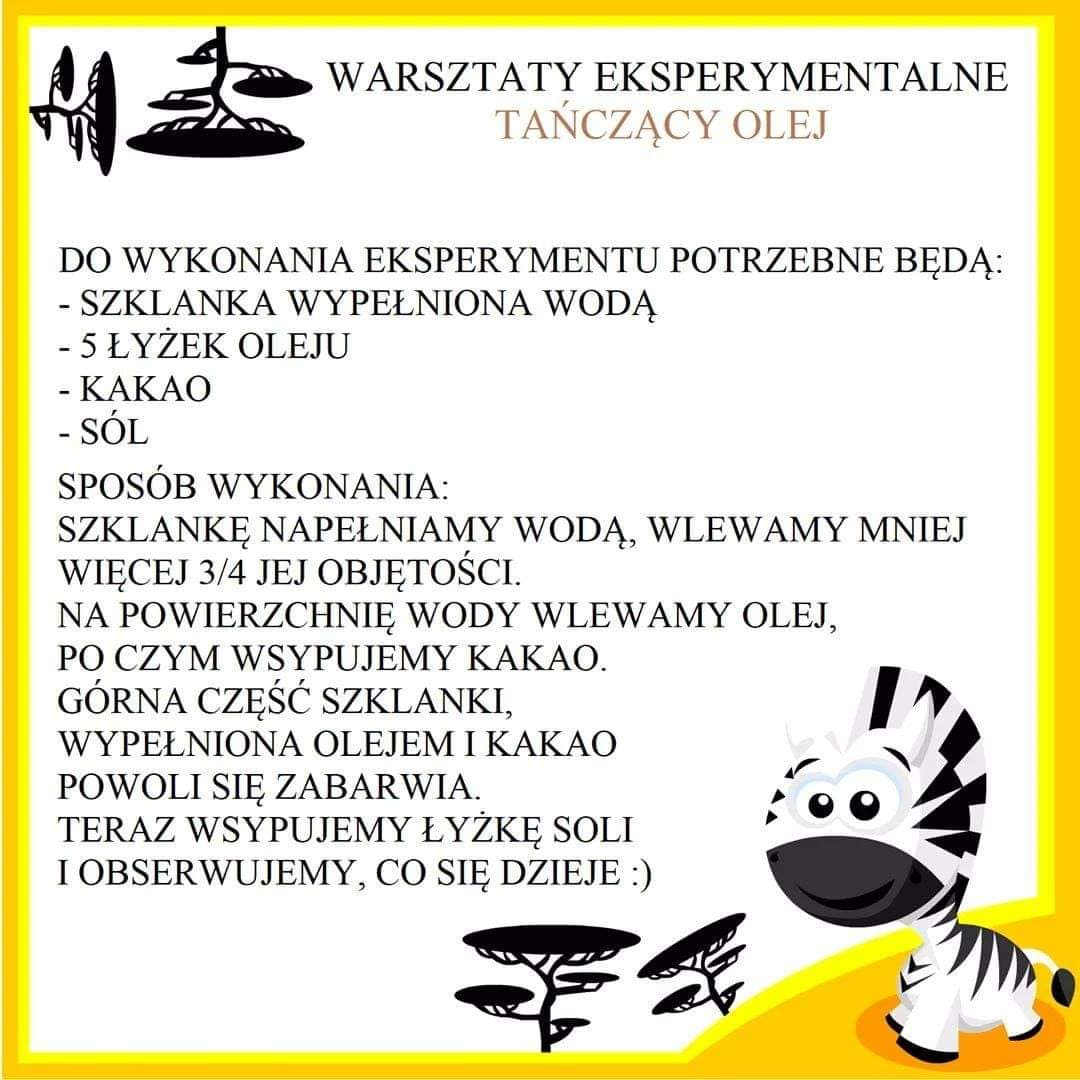 WARSZTATY EKSPERYMENTALNE
TAŃCZĄCY OLEJ
DO WYKONANIA EKSPERYMENTU POTRZEBNE BĘDĄ:
- SZKLANKA WYPEŁNIONA WODĄ
- 5 ŁYŻEK OLEJU
- KAKAO
- SÓL
SPOSÓB WYKONANIA:
SZKLANKĘ NAPEŁNIAMY WODĄ, WLEWAMY MNIEJ
WIĘCEJ 3/4 JEJ OBJĘTOŚCI.
NA POWIERZCHNIĘ WODY WLEWAMY OLEJ,
PO CZYM WSYPUJEMY KAKAO.
GÓRNA CZĘŚĆ SZKLANKI,
WYPEŁNIONA OLEJEM I KAKAO
POWOLI SIĘ ZABARWIA.
TERAZ WSYPUJEMY ŁYŻKĘ SOLI
I OBSERWUJEMY, CO SIĘ DZIEJE :)